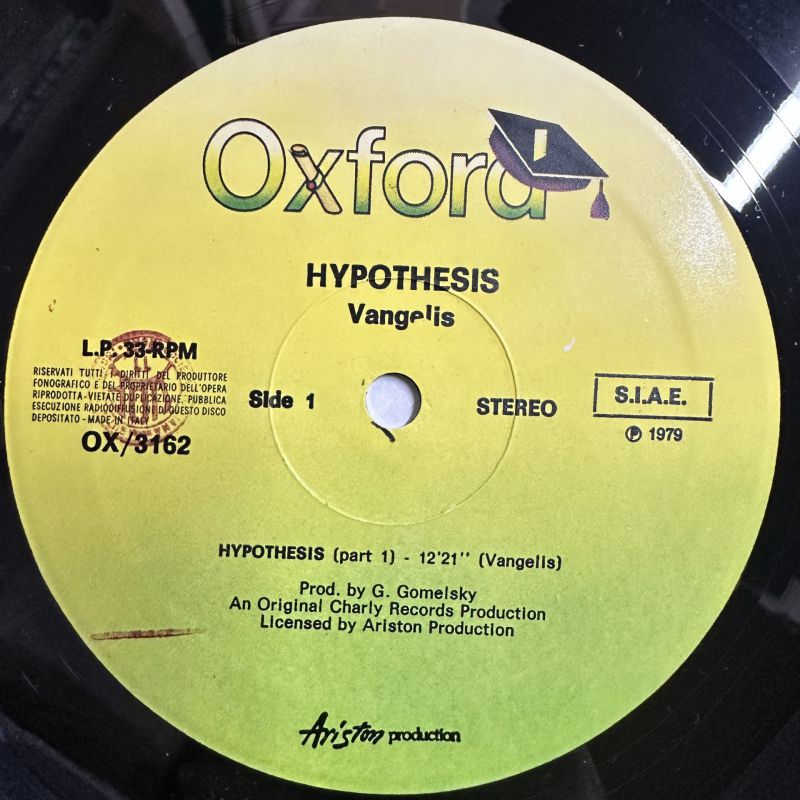 Oxford
HYPOTHESIS
Vangelis
L.P. 33-RPM
RISERVATI TUTTI I DIRITTI DEL PRODUTTORE
FONOGRAFICO E DEL PROPRIETARIO DELL'OPERA
RIPRODOTTA-VIETATE DUPLICAZIONE, PUBBLICA
ESECUZIONE RADIODIFFUSIONE DI QUESTO DISCO
DEPOSITATO - MADE IN ITALY
OX/3162
Side 1
STEREO
S.I.A.E.
Ⓟ 1979
HYPOTHESIS (part 1) - 12'21'' (Vangelis)
Prod. by G. Gomelsky
An Original Charly Records Production
Licensed by Ariston Production
Ariston production